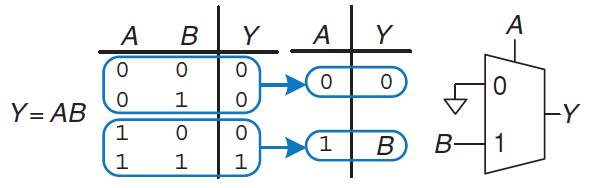 A B Y A Y A
0 0 0
0 1 0 0 0 0
Y = AB Y
1 0 0
1 1 1 1 B B 1